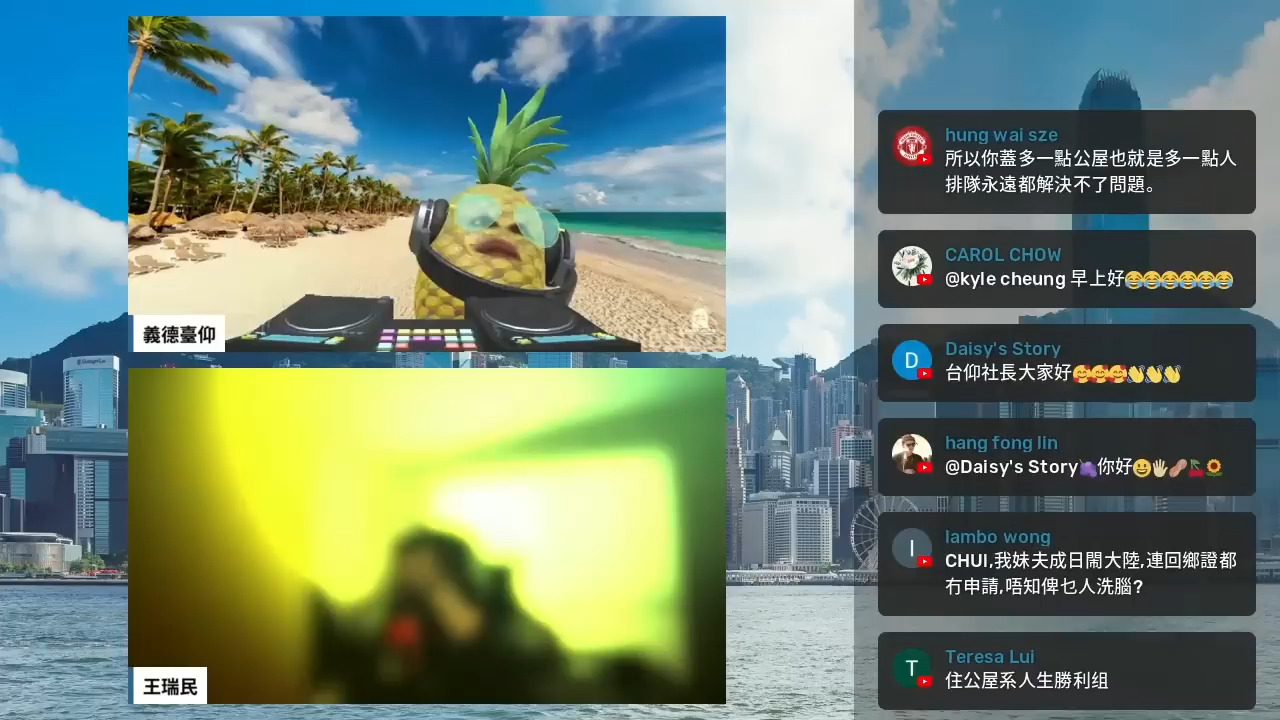 義德臺仰
王瑞民
hung wai sze
所以你蓋多一點公屋也就是多一點人
排隊永遠都解決不了問題。
CAROL CHOW
@kyle cheung 早上好😂😂😂😂😂😂
Daisy's Story
D
台仰社長大家好🥰🥰🥰👋👋👋
hang fong lin
@Daisy's Story🍇你好😀🖐🏼🥜🍒🌻
lambo wong
l
CHUI,我妹夫成日鬧大陸,連回鄉證都
冇申請,唔知俾乜人洗腦?
Teresa Lui
T
住公屋系人生勝利组